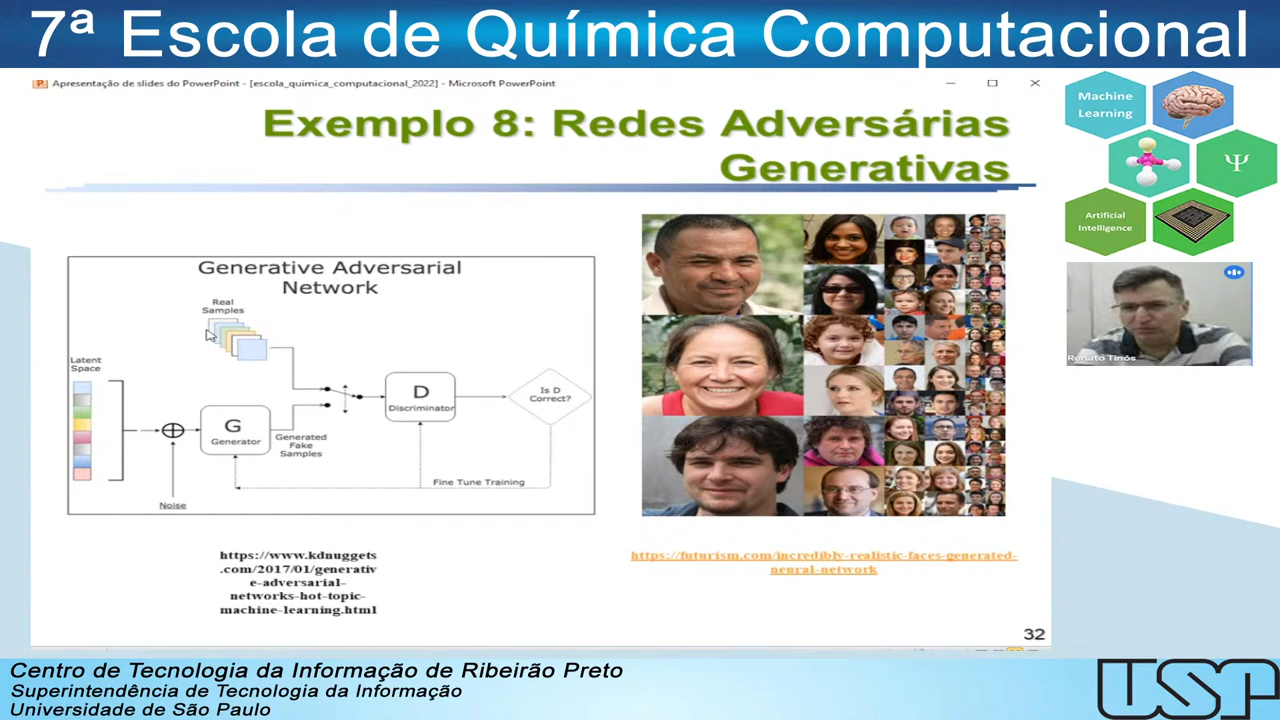 7ª Escola de Química Computacional
Apresentação de slides do PowerPoint - [escola_quimica_computacional_2022] - Microsoft PowerPoint
Exemplo 8: Redes Adversárias
Generativas
Machine
Learning
Ψ
Artificial
Intelligence
Renato Tinós
Generative Adversarial
Network
Real
Samples
Latent
Space
D
Discriminator
Is D
Correct?
G
Generator
Generated
Fake
Samples
Fine Tune Training
Noise
https://www.kdnuggets
.com/2017/01/generativ
e-adversarial-
networks-hot-topic-
machine-learning.html
https://futurism.com/incredibly-realistic-faces-generated-
neural-network
32
Centro de Tecnologia da Informação de Ribeirão Preto
Superintendência de Tecnologia da Informação
Universidade de São Paulo
USP